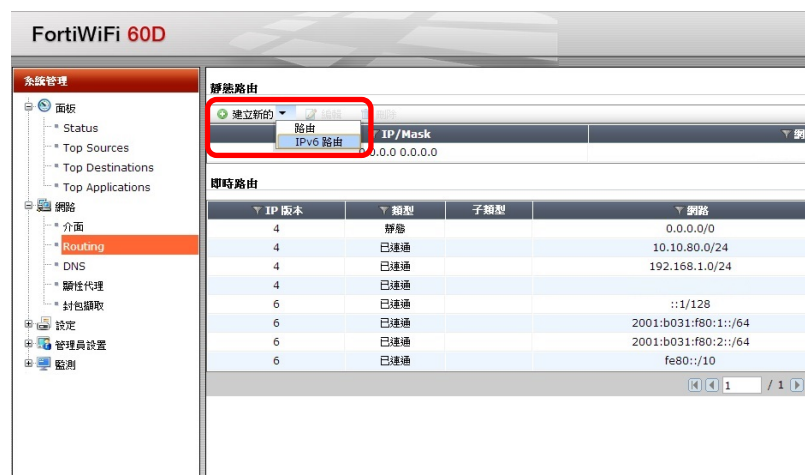 FortiWiFi 60D
系統管理
面板
Status
Top Sources
Top Destinations
Top Applications
網路
介面
Routing
DNS
顯性代理
封包擷取
設定
管理員設置
監測
靜態路由
建立新的 編輯 刪除
路由
IPv6 路由
IP/Mask
0.0.0.0 0.0.0.0
即時路由
IP 版本 類型 子類型 網路
4 靜態 0.0.0.0/0
4 已連通 10.10.80.0/24
4 已連通 192.168.1.0/24
4 已連通
6 已連通 ::1/128
6 已連通 2001:b031:f80:1::/64
6 已連通 2001:b031:f80:2::/64
6 已連通 fe80::/10
1 / 1